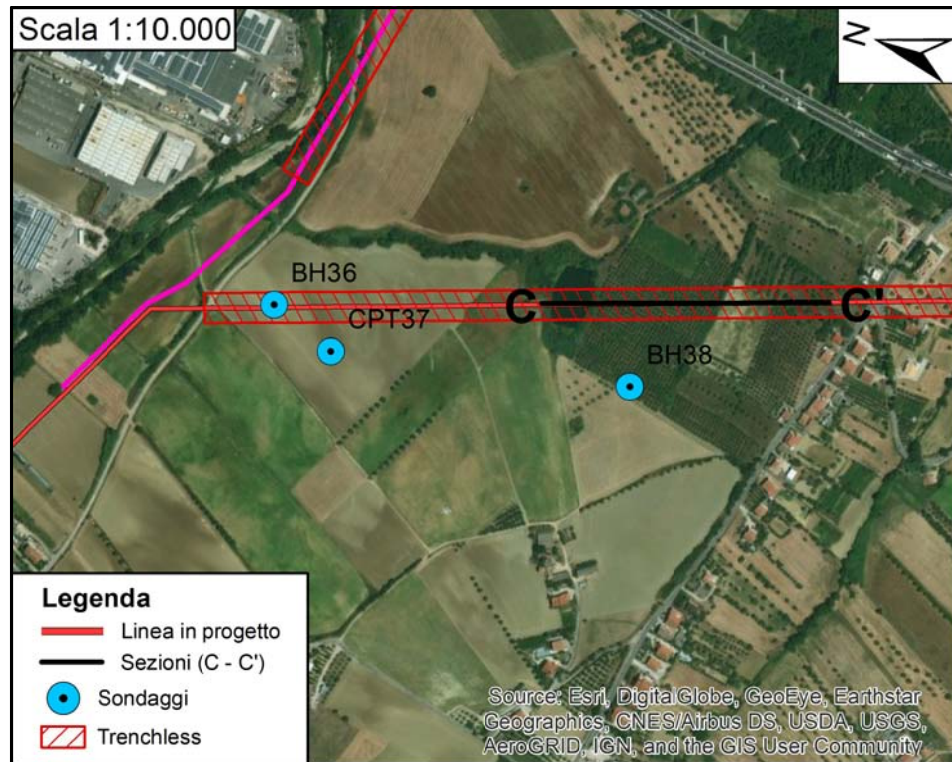 Scala 1:10.000
N
BH36
CPT37
C
C'
BH38
Legenda
Linea in progetto
Sezioni (C - C')
Sondaggi
Trenchless
Source: Esri, DigitalGlobe, GeoEye, Earthstar
Geographics, CNES/Airbus DS, USDA, USGS,
AeroGRID, IGN, and the GIS User Community